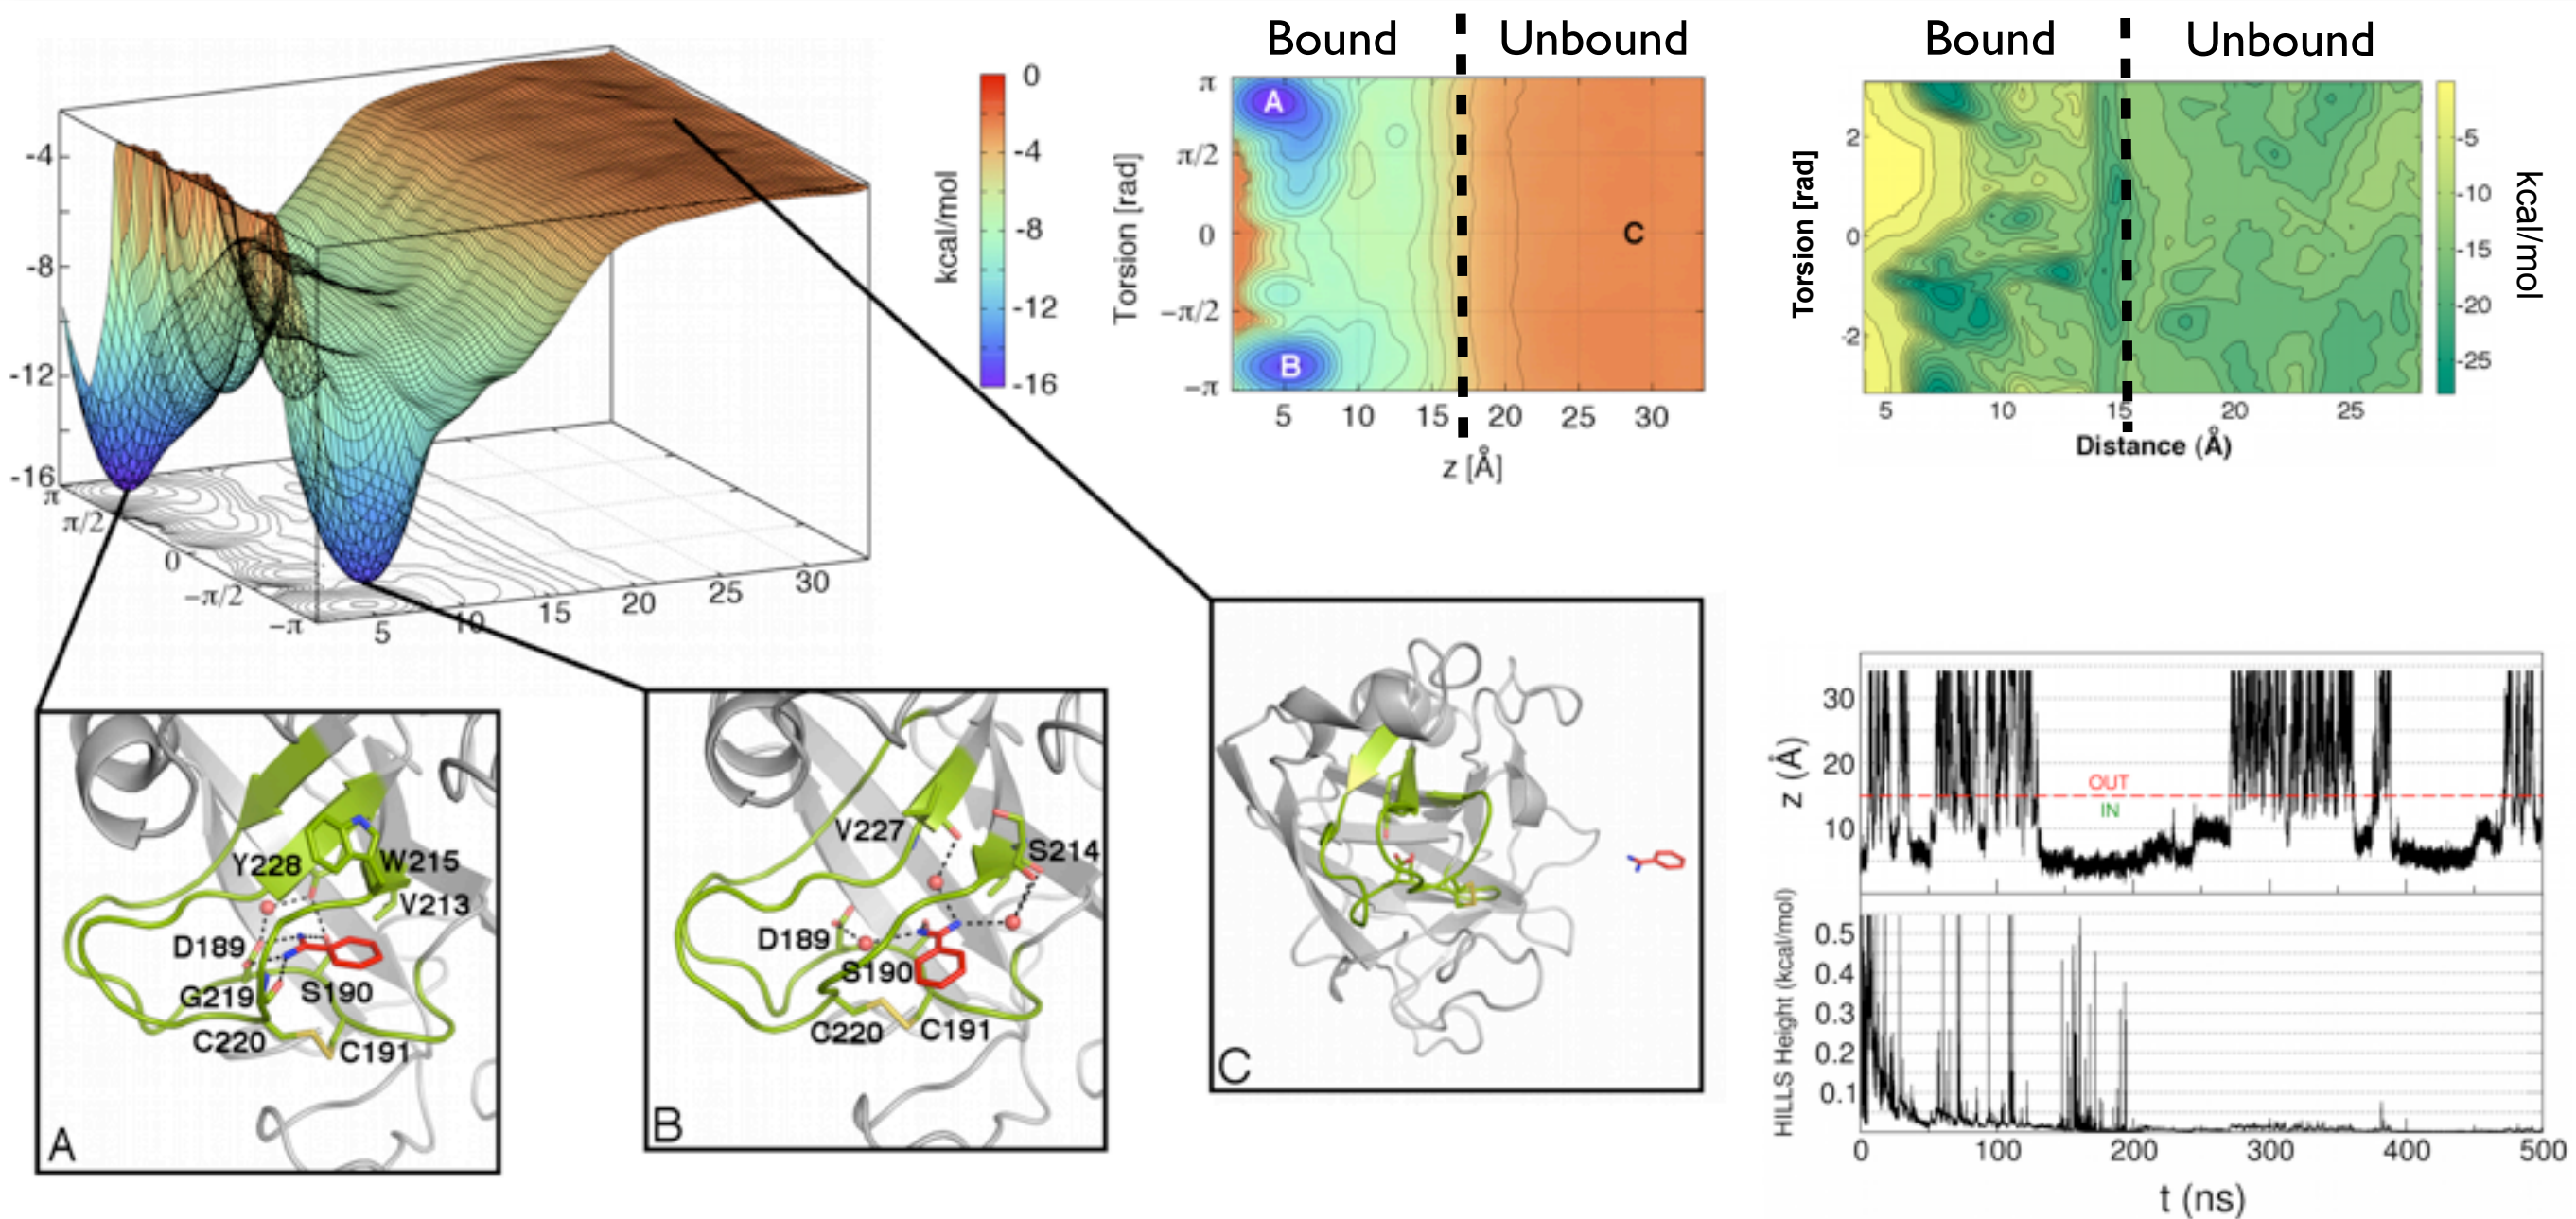 -4
-8
-12
-16
π
π/2
0
−π/2
−π
5
10
15
20
25
30
0
-4
-8
-12
-16
kcal/mol
Bound
Unbound
Torsion [rad]
π
π/2
0
−π/2
−π
A
B
C
5 10 15 20 25 30
z [Å]
Bound
Unbound
Torsion [rad]
2
0
-2
5 10 15 20 25
Distance (Å)
-5
-10
-15
-20
-25
kcal/mol
Y228
W215
V213
D189
G219
S190
C220
C191
A
V227
S214
D189
S190
C220
C191
B
C
z (Å)
30
20
10
OUT
IN
HILLS Height (kcal/mol)
0.5
0.4
0.3
0.2
0.1
0 100 200 300 400 500
t (ns)